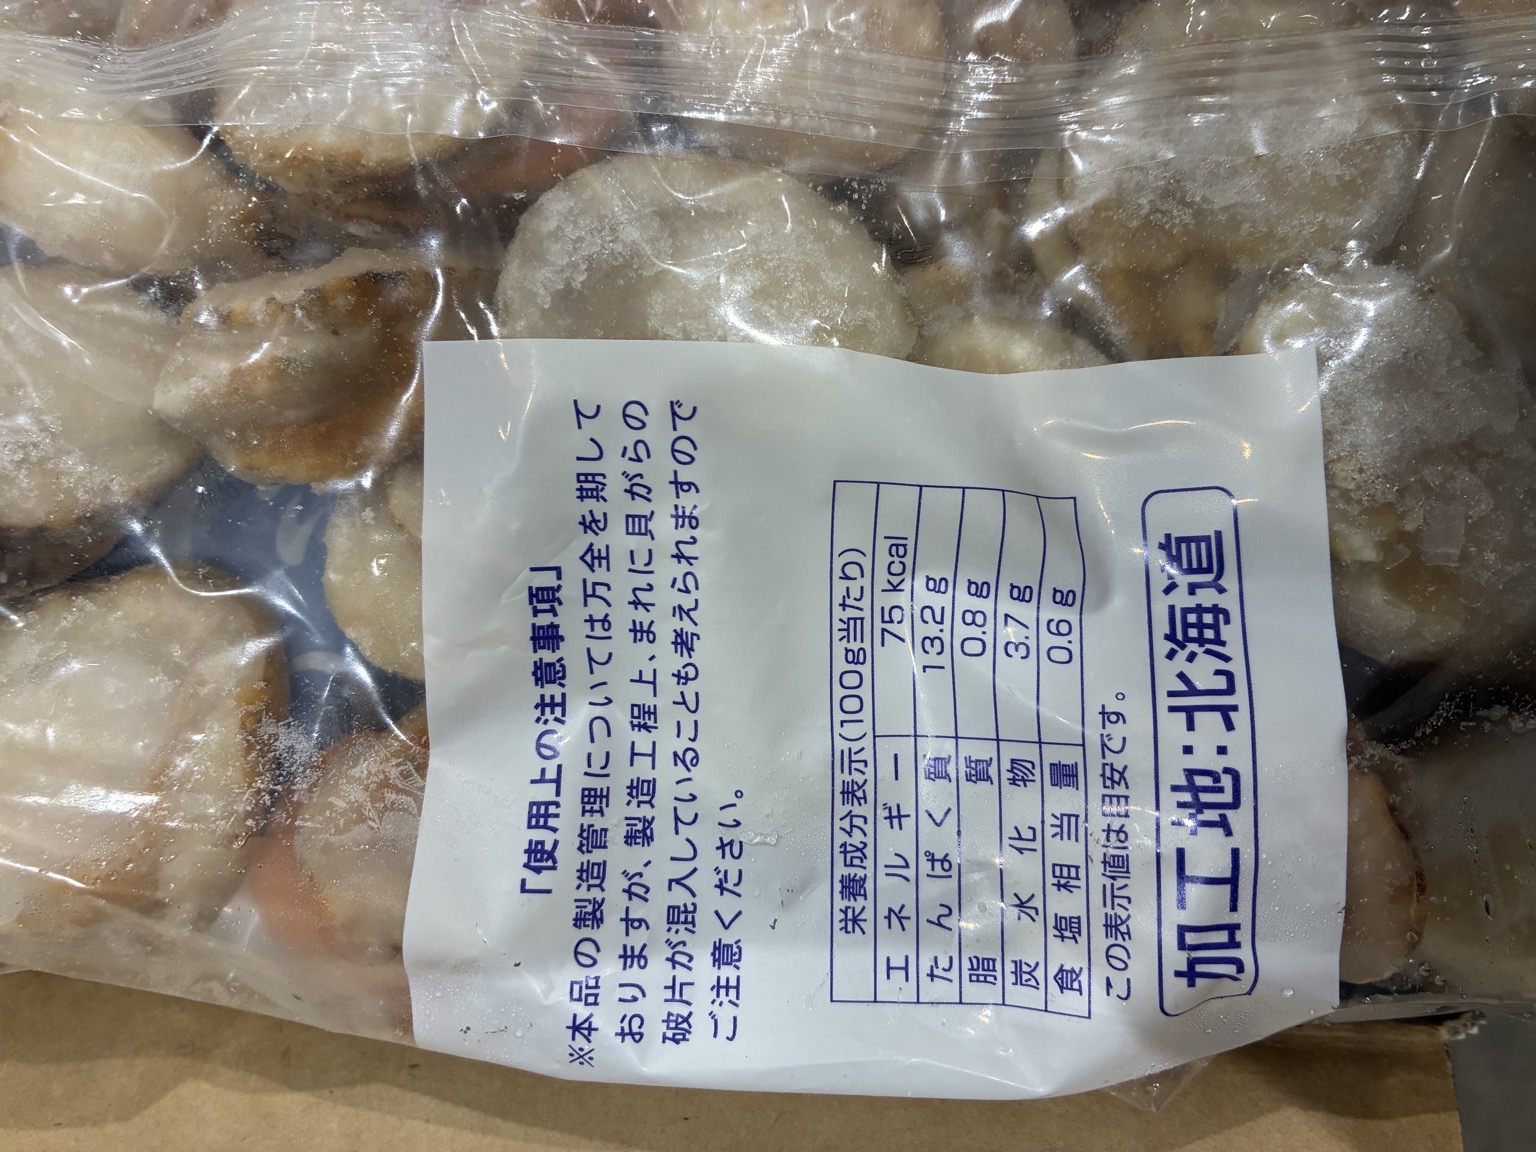 「使用上の注意事項」
※本品の製造管理については万全を期して
おりますが、製造工程上、まれに貝がらの
破片が混入していることも考えられますので
ご注意ください。
栄養成分表示(100g当たり)
エネルギー 75 kcal
たんぱく質 13.2 g
脂質 0.8 g
炭水化物 3.7 g
食塩相当量 0.6 g
この表示値は目安です。
加工地:北海道